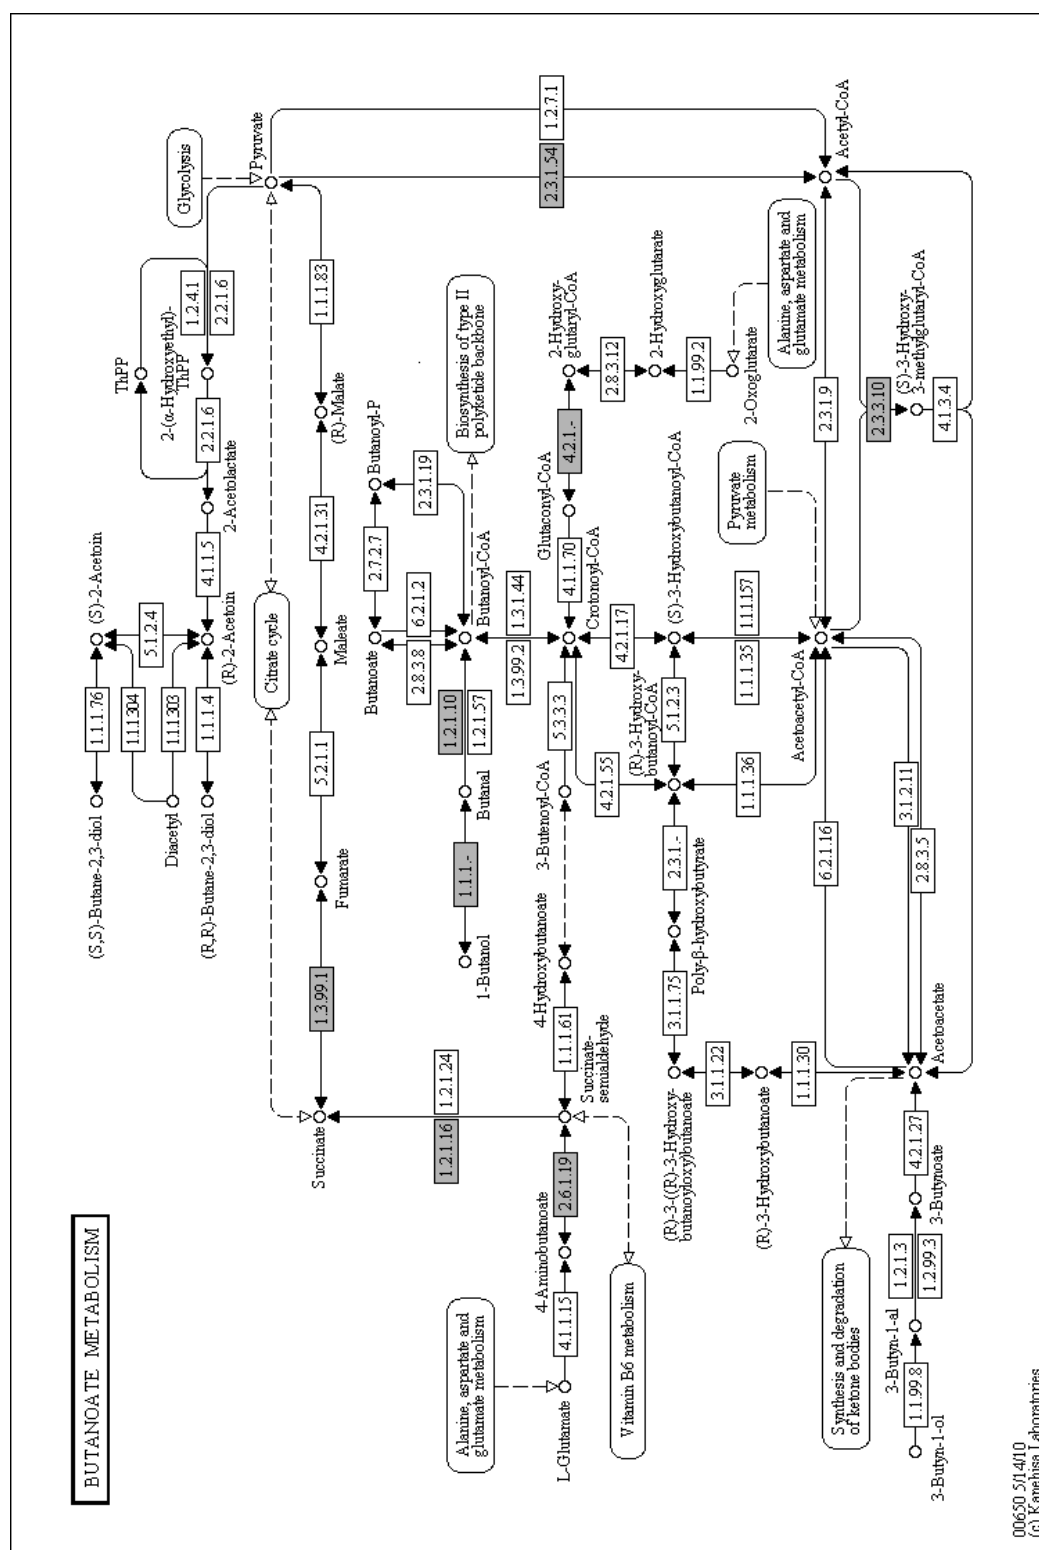 BUTANOATE METABOLISM
Alanine, aspartate and
glutamate metabolism
L-Glutamate
4.1.1.15
4-Aminobutanoate
2.6.1.19
Vitamin B6 metabolism
Succinate
1.2.1.16
1.2.1.24
Succinate-
semialdehyde
1.1.1.61
4-Hydroxybutanoate
3-Butenoyl-CoA
5.3.3.3
1.3.99.1
Fumarate
5.2.1.1
Maleate
4.2.1.31
(R)-Malate
1.1.1.83
Citrate cycle
(S,S)-Butane-2,3-diol
1.1.1.76
(S)-2-Acetoin
1.1.1.304
5.1.2.4
Diacetyl
1.1.1.303
(R,R)-Butane-2,3-diol
1.1.1.4
(R)-2-Acetoin
4.1.1.5
2-Acetolactate
2.2.1.6
2-(α-Hydroxyethyl)-
ThPP
ThPP
1.2.4.1
2.2.1.6
Glycolysis
Pyruvate
2.3.1.54
1.2.7.1
Acetyl-CoA
1-Butanol
1.1.1.-
Butanal
1.2.1.10
1.2.1.57
Butanoate
2.7.2.7
Butanoyl-P
2.8.3.8
6.2.1.2
2.3.1.19
Butanoyl-CoA
Biosynthesis of type II
polyketide backbone
1.3.99.2
1.3.1.44
Crotonoyl-CoA
4.1.1.70
Glutaconyl-CoA
4.2.1.-
2-Hydroxy-
glutaryl-CoA
2.8.3.12
2-Hydroxyglutarate
1.1.99.2
2-Oxoglutarate
Alanine, aspartate and
glutamate metabolism
4.2.1.55
4.2.1.17
(R)-3-Hydroxy-
butanoyl-CoA
5.1.2.3
(S)-3-Hydroxybutanoyl-CoA
(R)-3-((R)-3-Hydroxy-
butanoyloxy)butanoate
3.1.1.75
Poly-β-hydroxybutyrate
2.3.1.-
1.1.1.36
1.1.1.35
1.1.1.157
Pyruvate
metabolism
3.1.1.22
(R)-3-Hydroxybutanoate
1.1.1.30
Acetoacetyl-CoA
2.3.1.9
6.2.1.16
3.1.2.11
2.8.3.5
2.3.3.10
(S)-3-Hydroxy-
3-methylglutaryl-CoA
4.1.3.4
Synthesis and degradation
of ketone bodies
3-Butyn-1-ol
1.1.99.8
3-Butyn-1-al
1.2.1.3
1.2.99.3
3-Butynoate
4.2.1.27
Acetoacetate
00650 5/14/10
(c) Kanehisa Laboratories